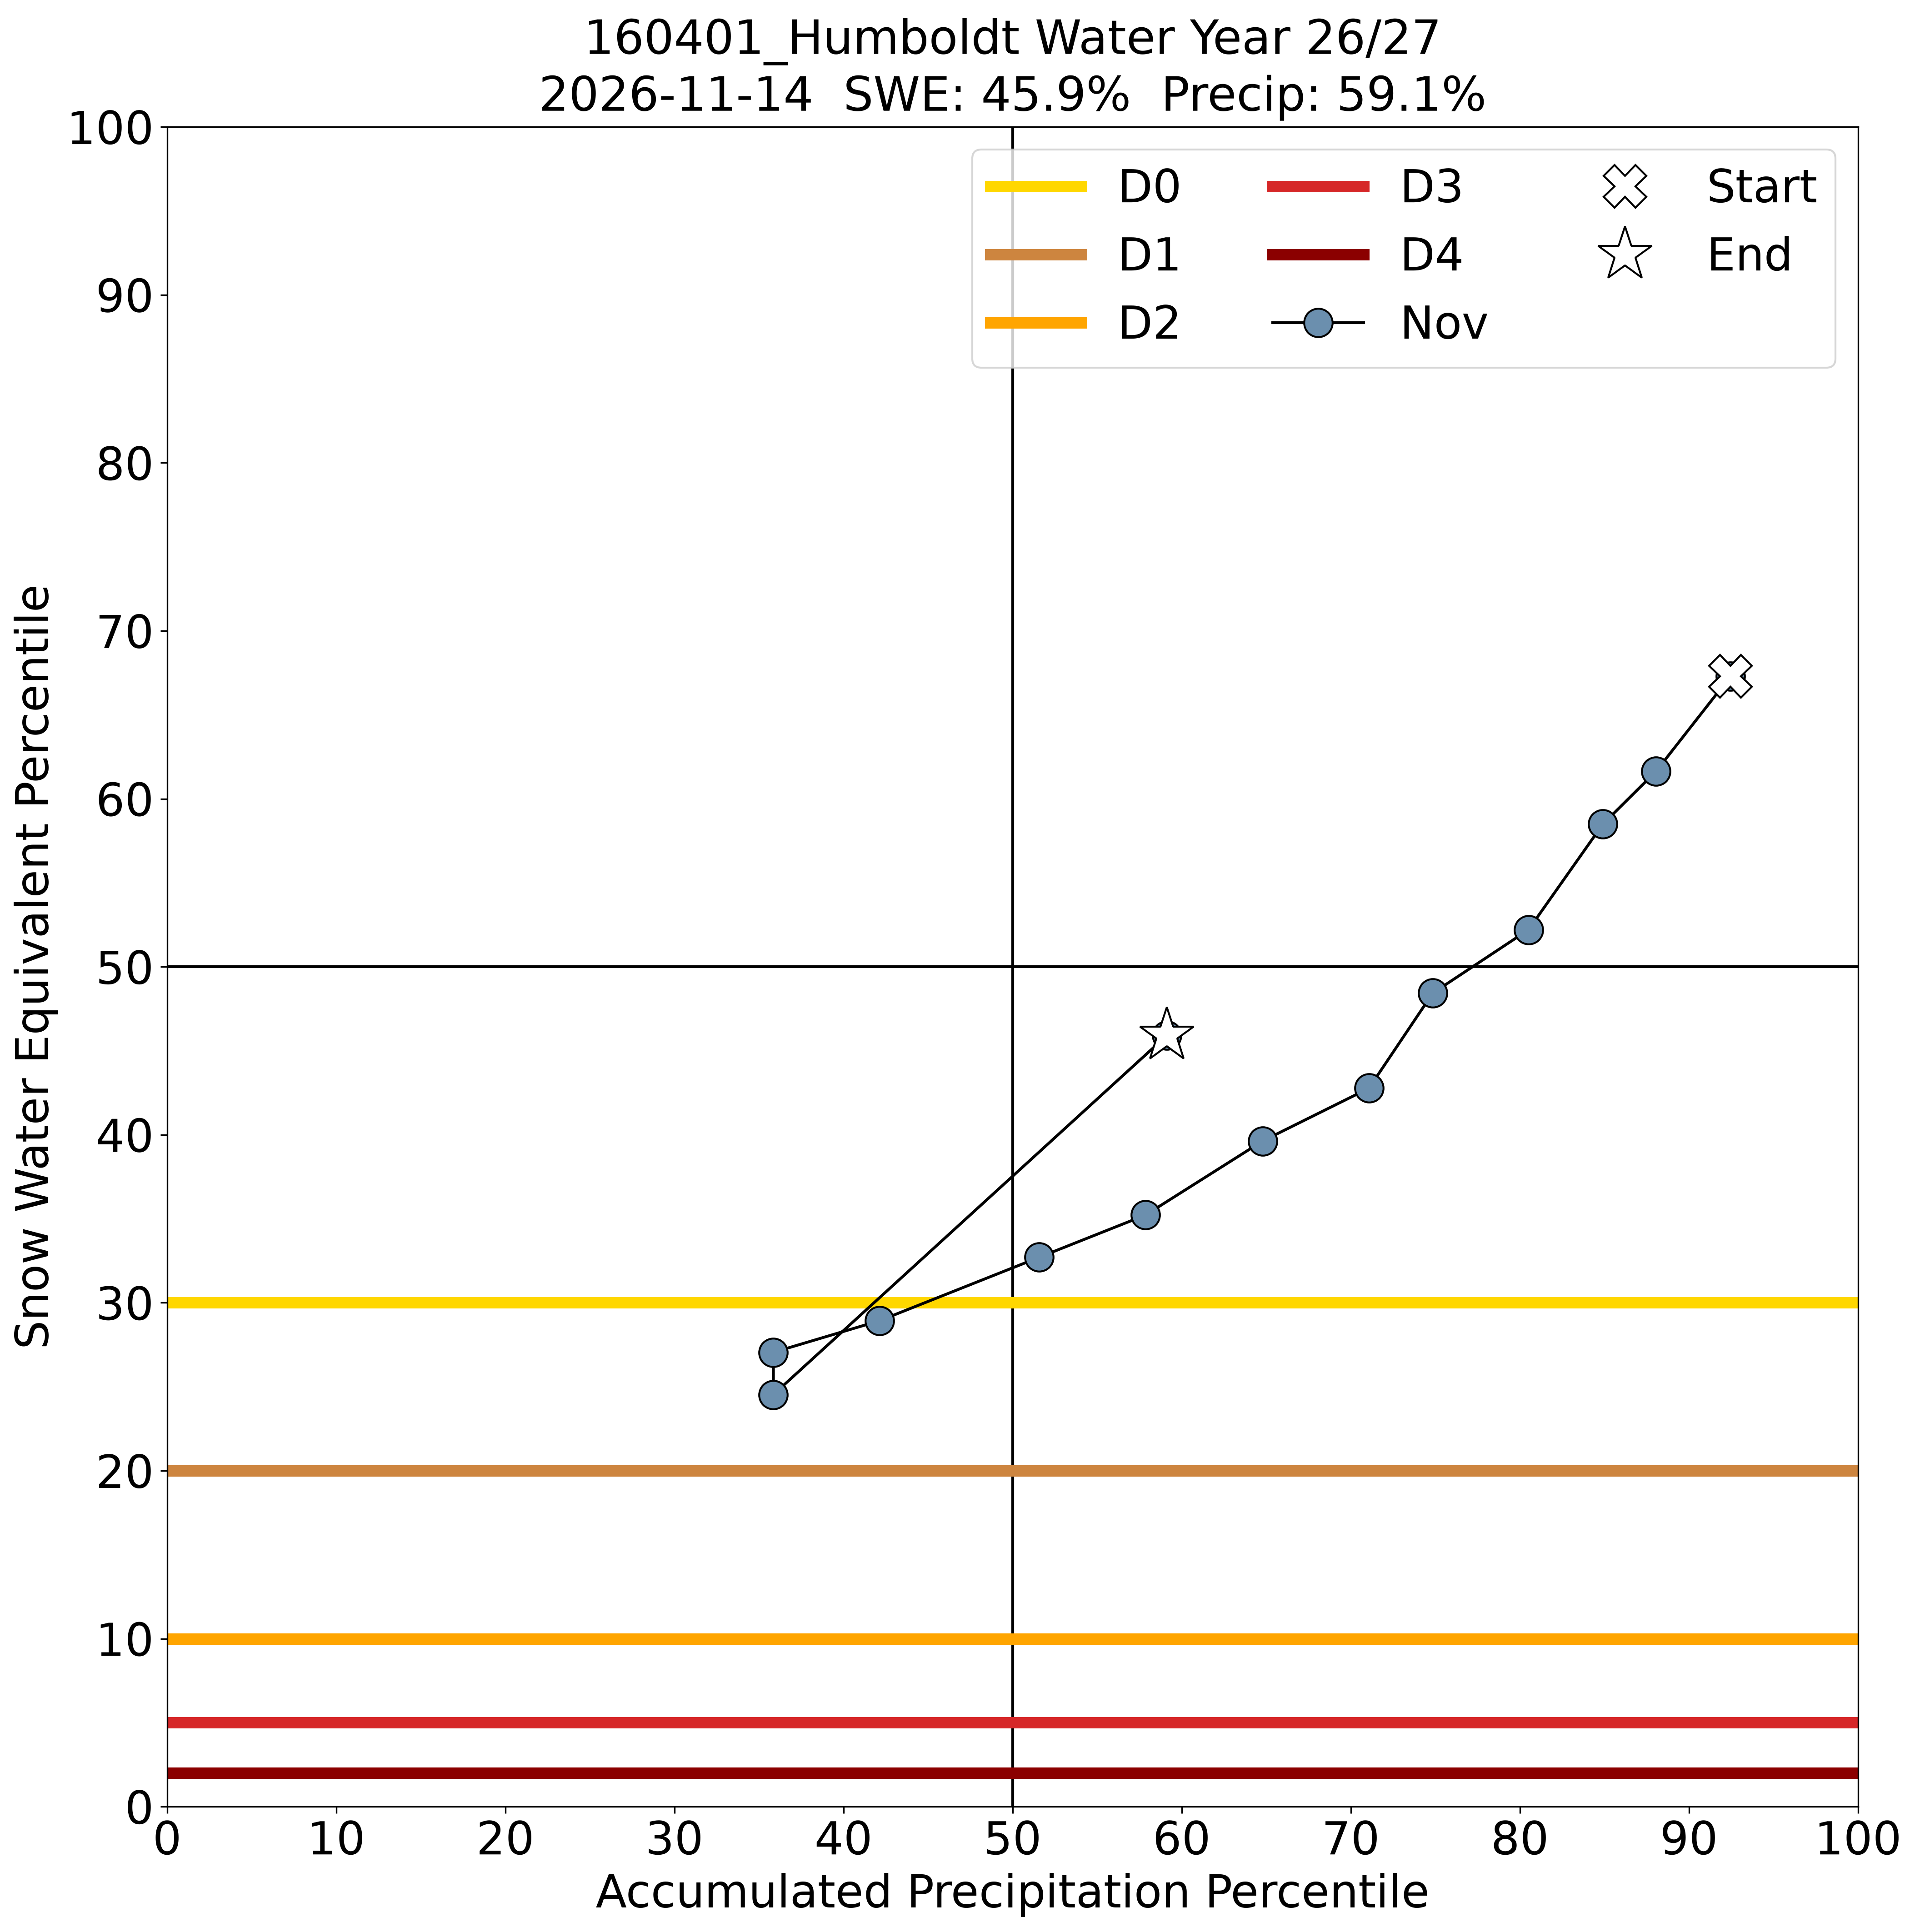 160401_Humboldt Water Year 26/27
2026-11-14 SWE: 45.9% Precip: 59.1%
100
90
80
70
60
50
40
30
20
10
0
Snow Water Equivalent Percentile
D0
D1
D2
D3
D4
Nov
Start
End
0 10 20 30 40 50 60 70 80 90 100
Accumulated Precipitation Percentile